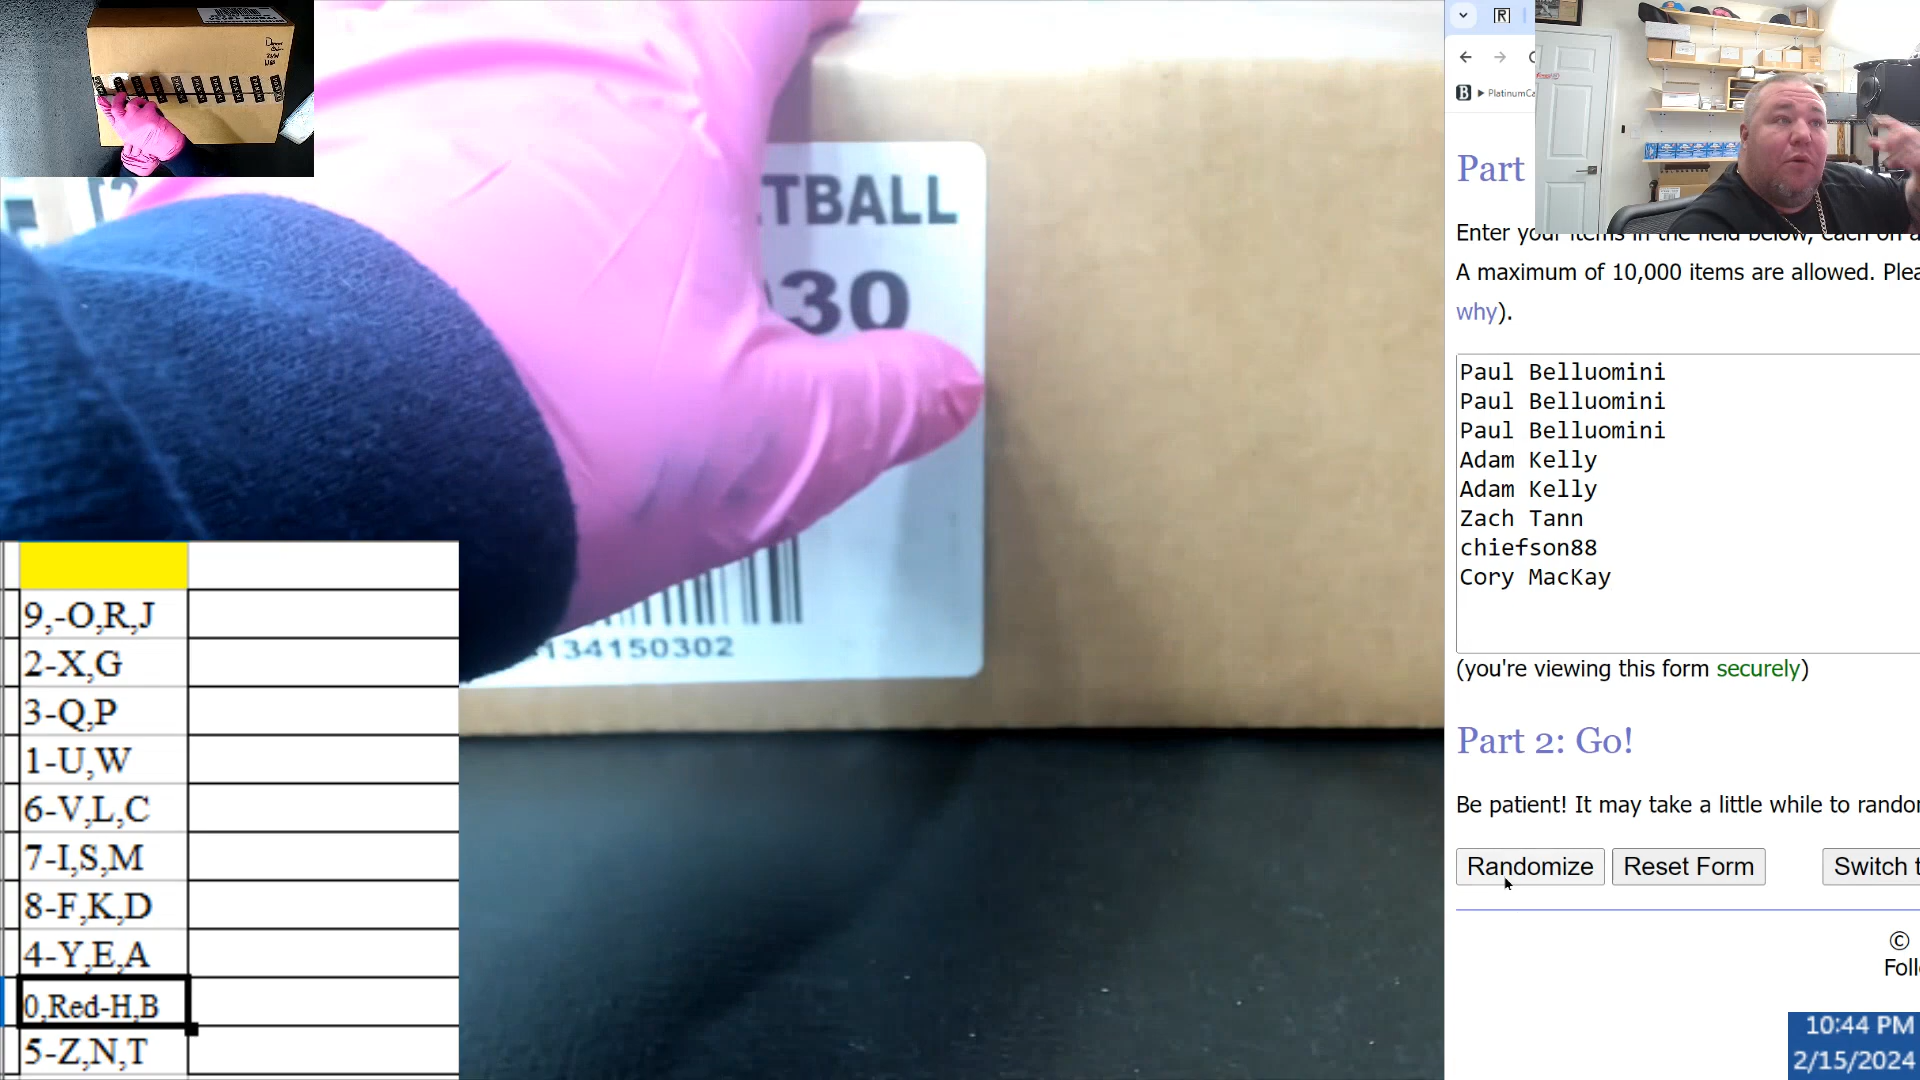 TBALL
30
134150302
9,-O,R,J
2-X,G
3-Q,P
1-U,W
6-V,L,C
7-I,S,M
8-F,K,D
4-Y,E,A
0,Red-H,B
5-Z,N,T
PlatinumCa
Part
Enter your items in the field below, each on a
A maximum of 10,000 items are allowed. Plea
why).
Paul Belluomini
Paul Belluomini
Paul Belluomini
Adam Kelly
Adam Kelly
Zach Tann
chiefson88
Cory MacKay
(you're viewing this form securely)
Part 2: Go!
Be patient! It may take a little while to random
Randomize Reset Form Switch t
©
Follo
10:44 PM
2/15/2024